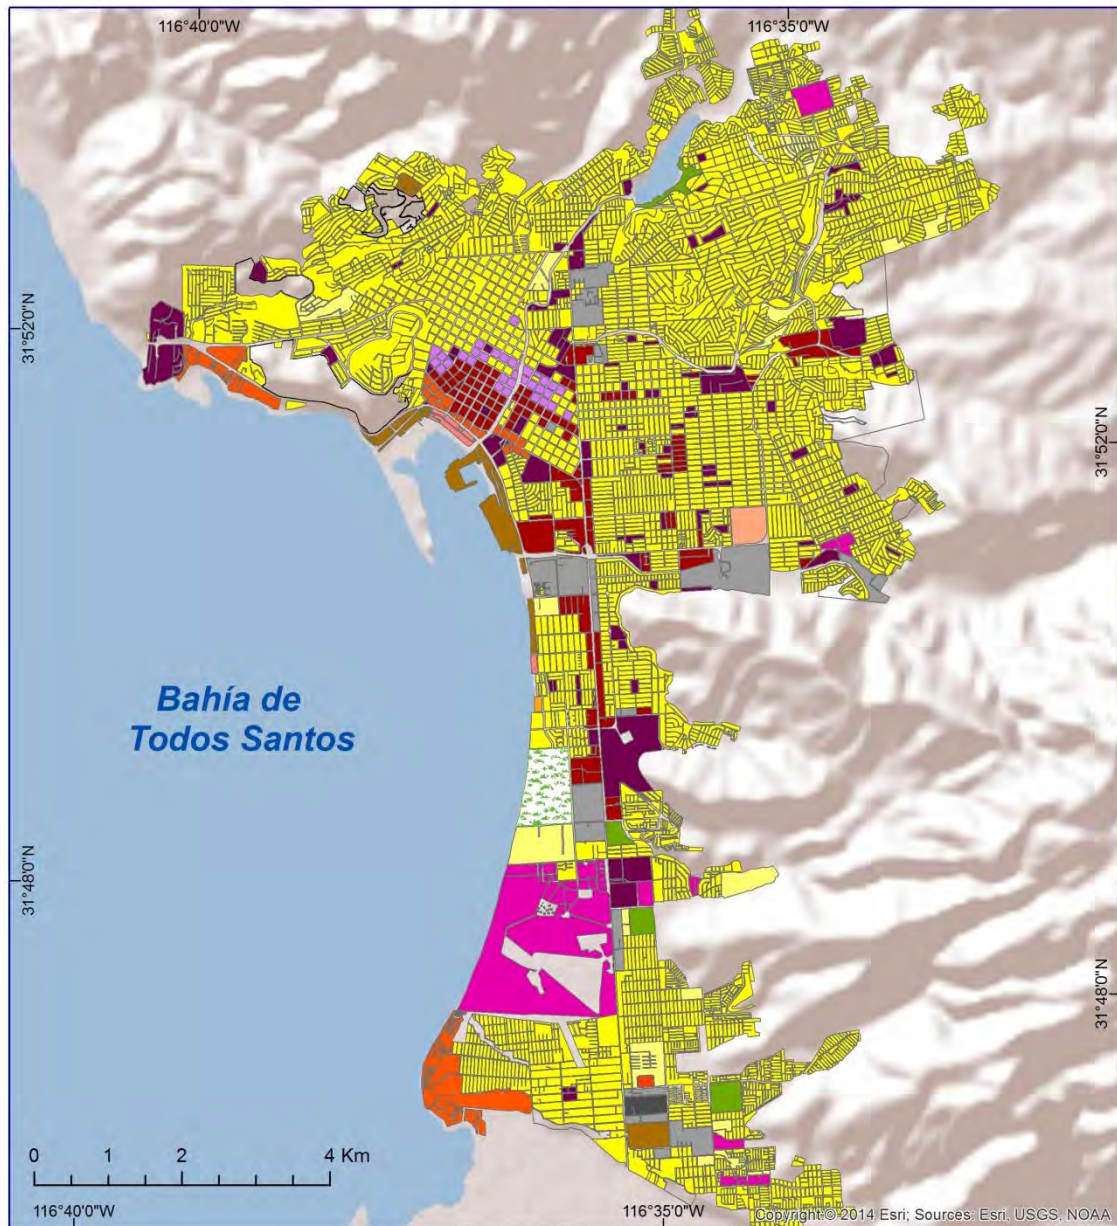 116°40'0"W
116°35'0"W
31°52'0"N
31°52'0"N
Bahía de
Todos Santos
31°48'0"N
31°48'0"N
0 1 2 4 Km
116°40'0"W
116°35'0"W
Copyright:© 2014 Esri; Sources: Esri, USGS, NOAA